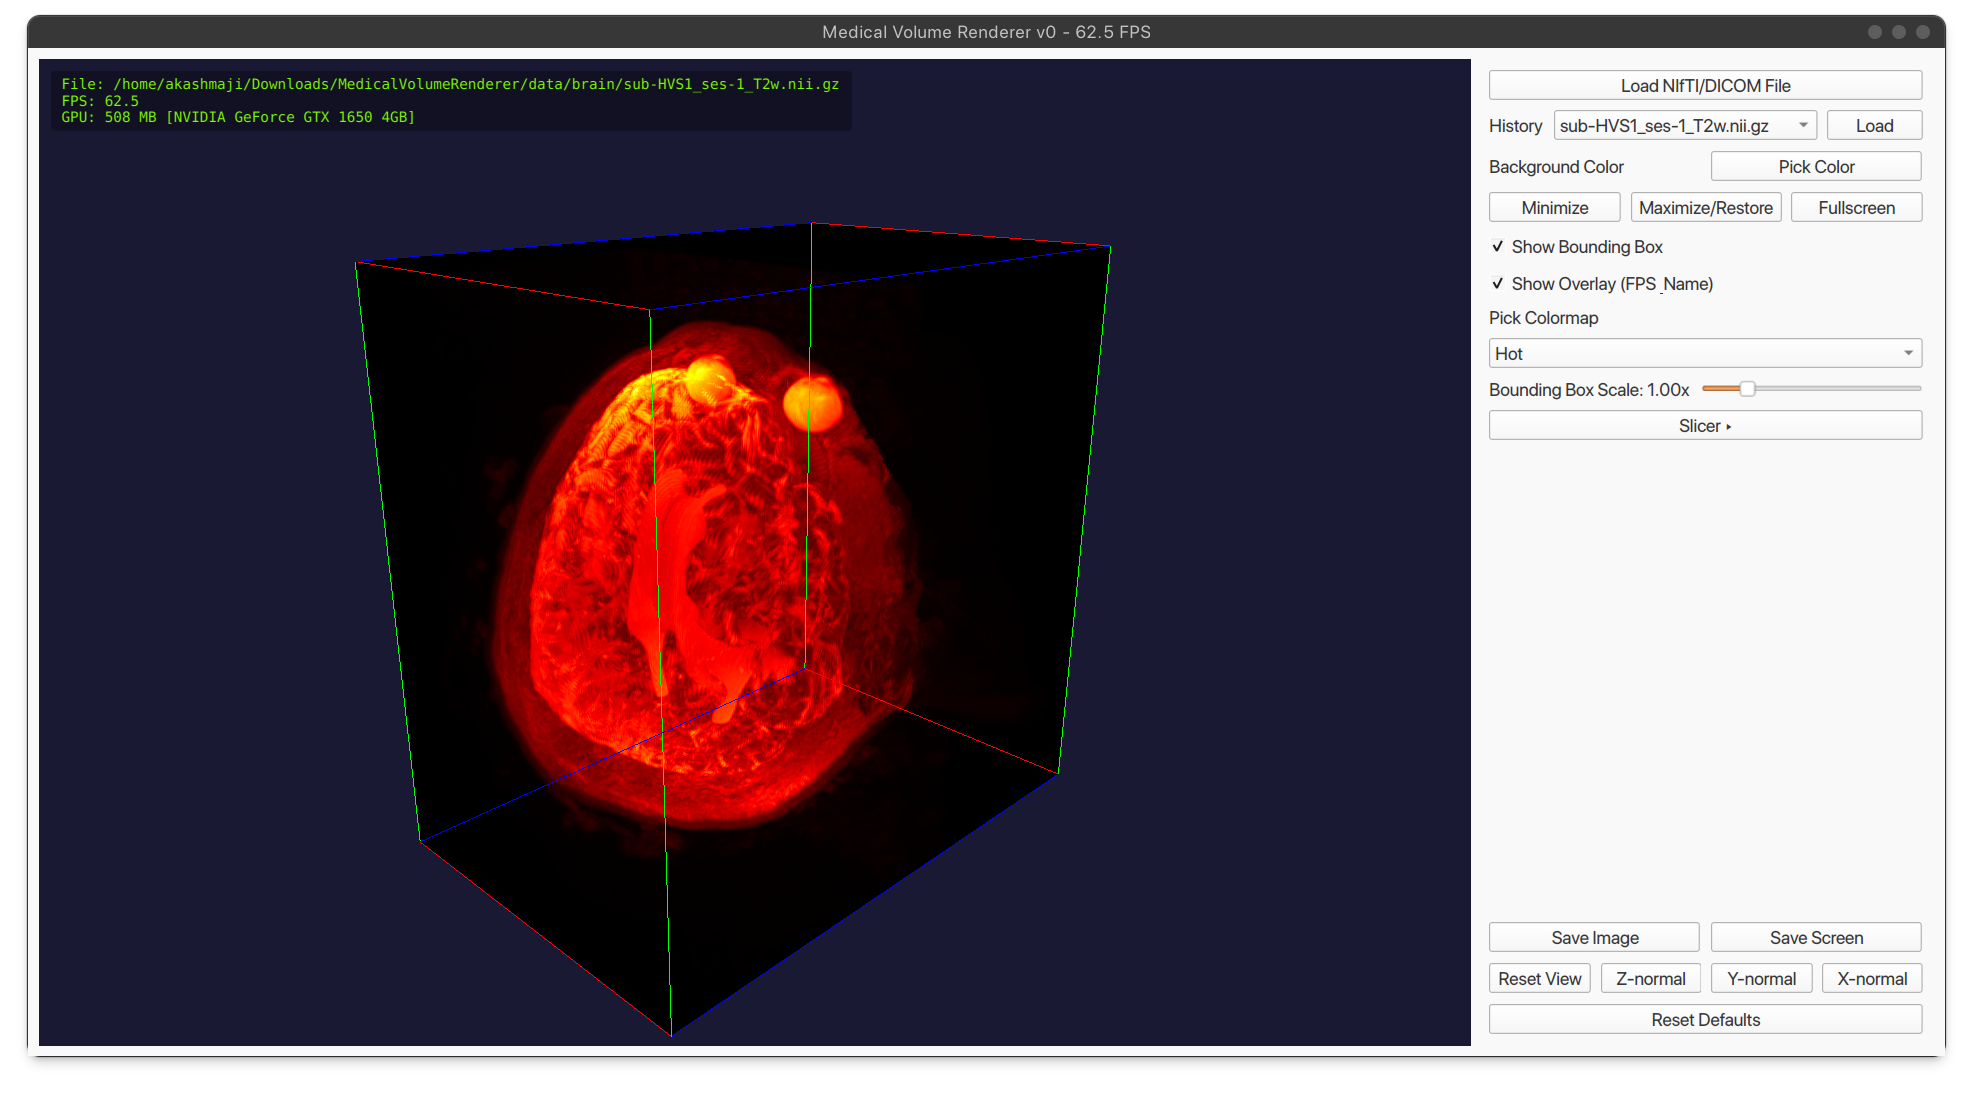 Medical Volume Renderer v0 - 62.5 FPS
File: /home/akashmaji/Downloads/MedicalVolumeRenderer/data/brain/sub-HVS1_ses-1_T2w.nii.gz
FPS: 62.5
GPU: 508 MB [NVIDIA GeForce GTX 1650 4GB]
Load NIfTI/DICOM File
History sub-HVS1_ses-1_T2w.nii.gz Load
Background Color Pick Color
Minimize Maximize/Restore Fullscreen
Show Bounding Box
Show Overlay (FPS_Name)
Pick Colormap
Hot
Bounding Box Scale: 1.00x
Slicer ▸
Save Image Save Screen
Reset View Z-normal Y-normal X-normal
Reset Defaults